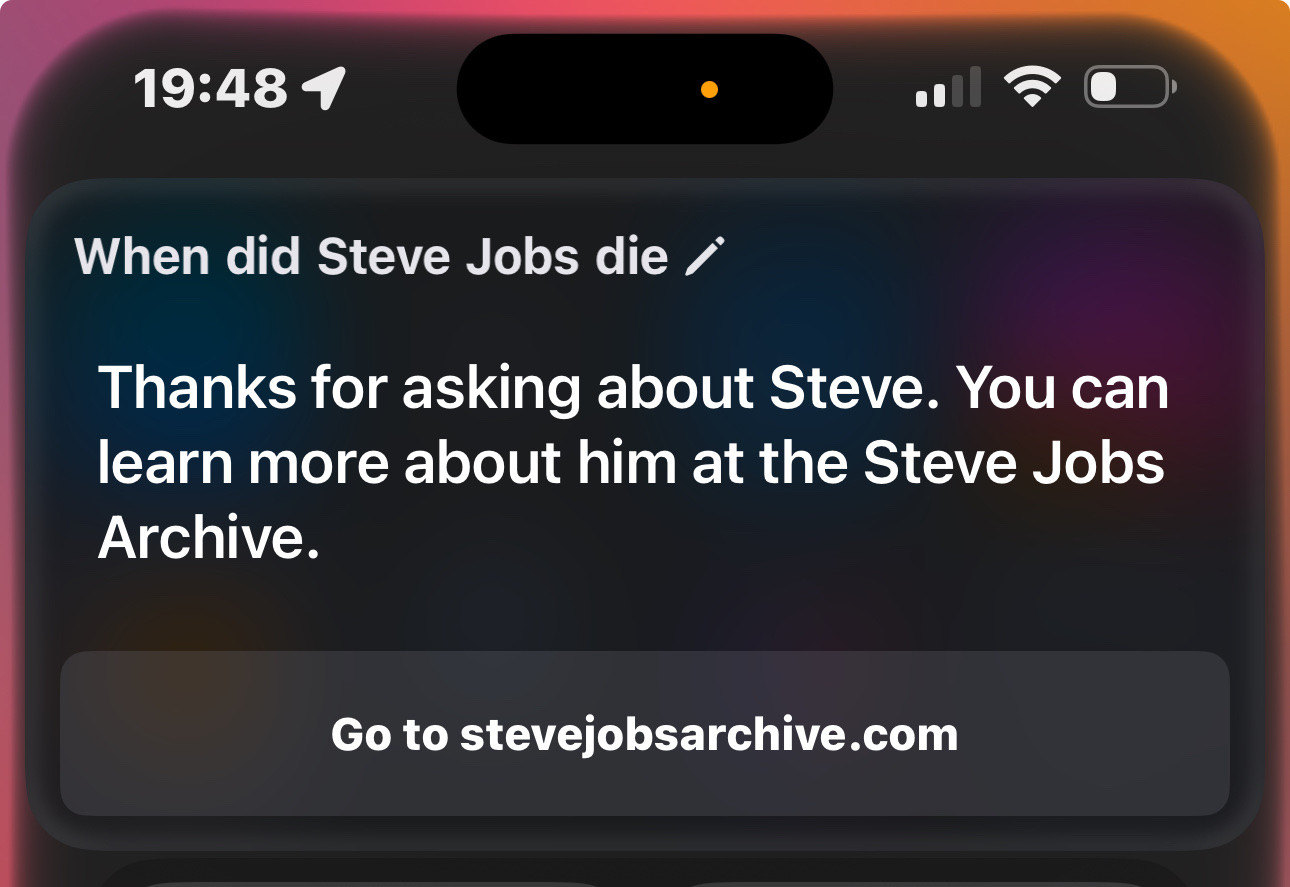 19:48
When did Steve Jobs die
Thanks for asking about Steve. You can
learn more about him at the Steve Jobs
Archive.
Go to stevejobsarchive.com